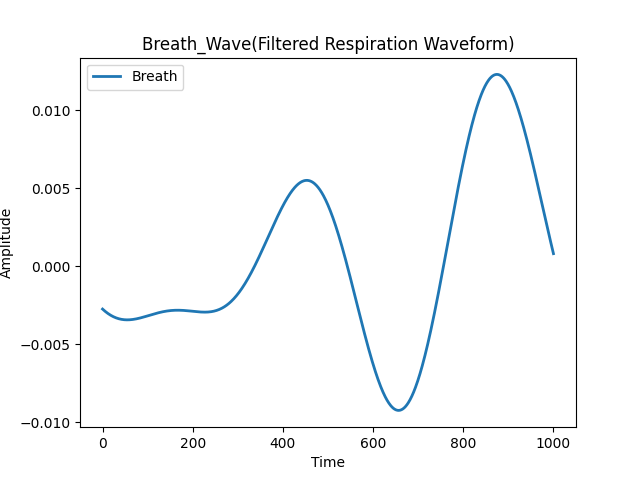 Breath_Wave(Filtered Respiration Waveform)
Breath
0.010
0.005
0.000
−0.005
−0.010
Amplitude
0 200 400 600 800 1000
Time